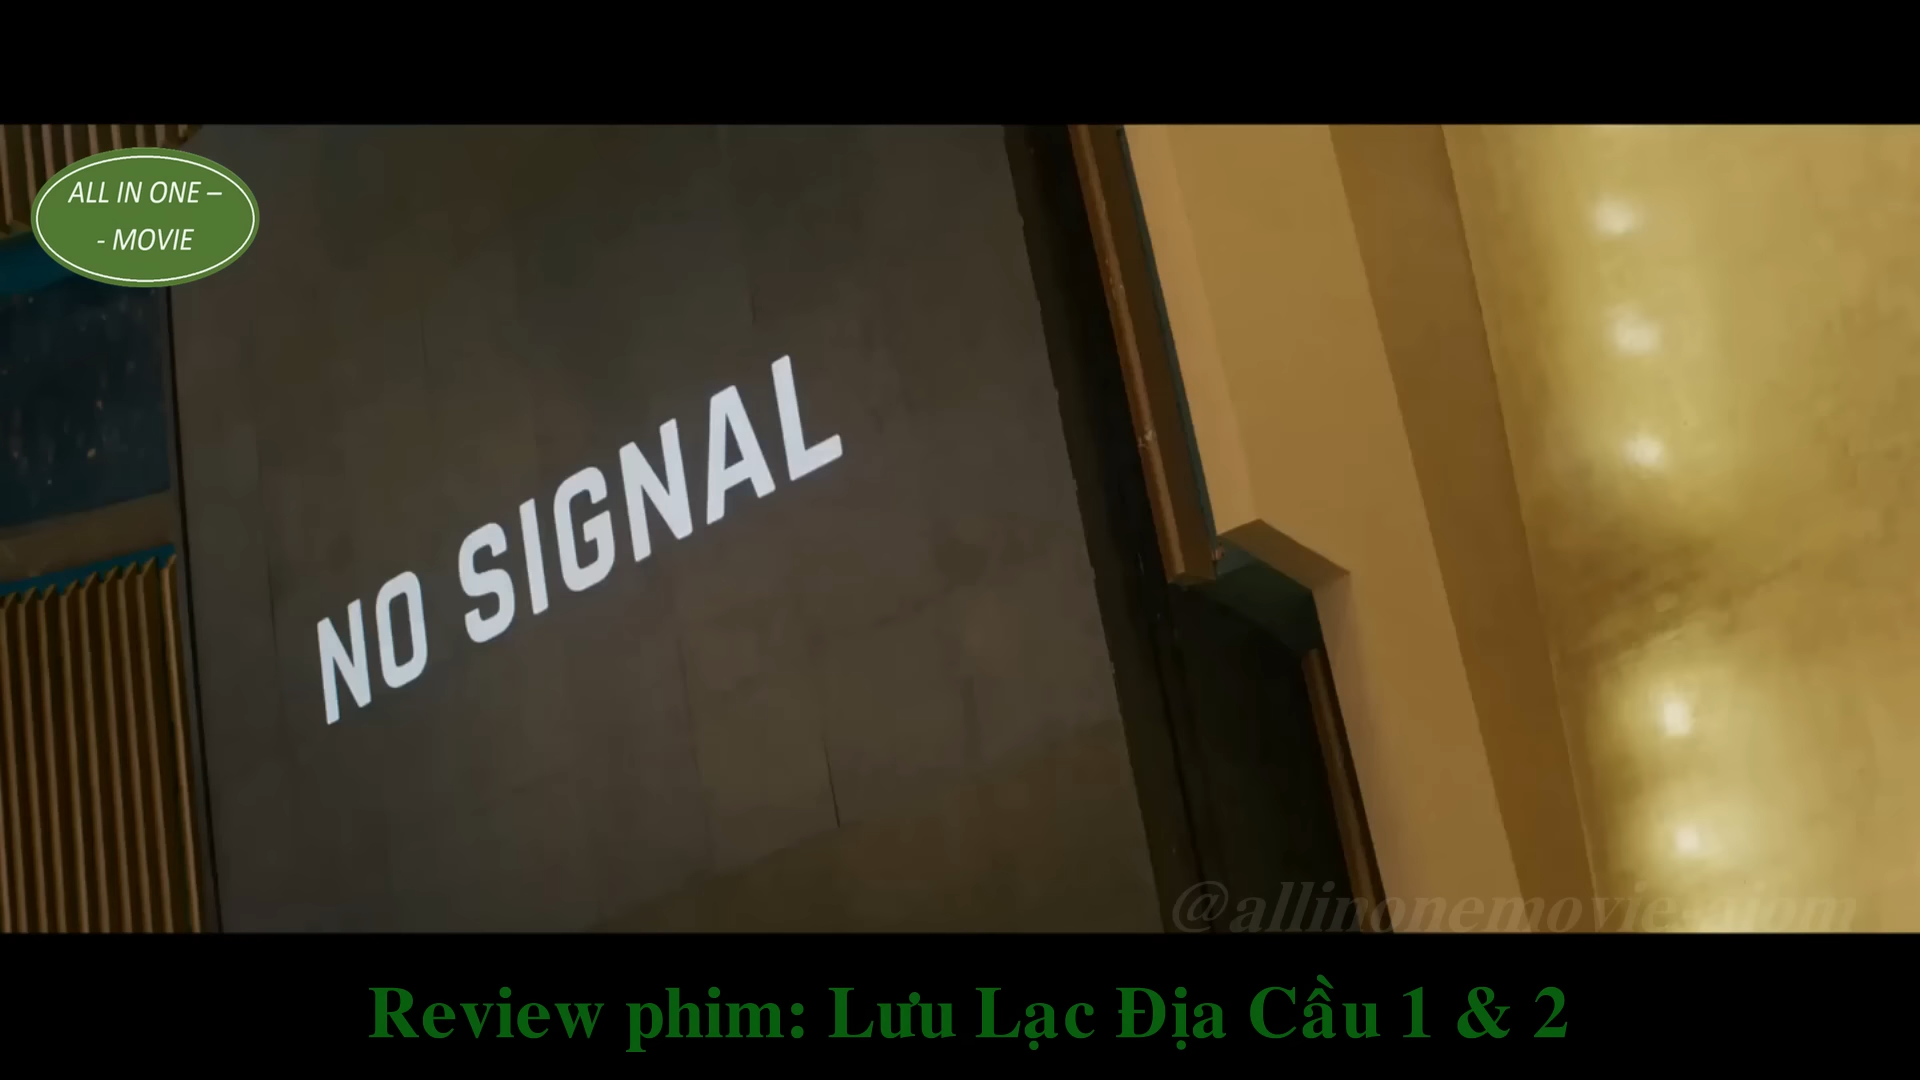 ALL IN ONE –
- MOVIE
NO SIGNAL
Review phim: Lưu Lạc Địa Cầu 1 & 2